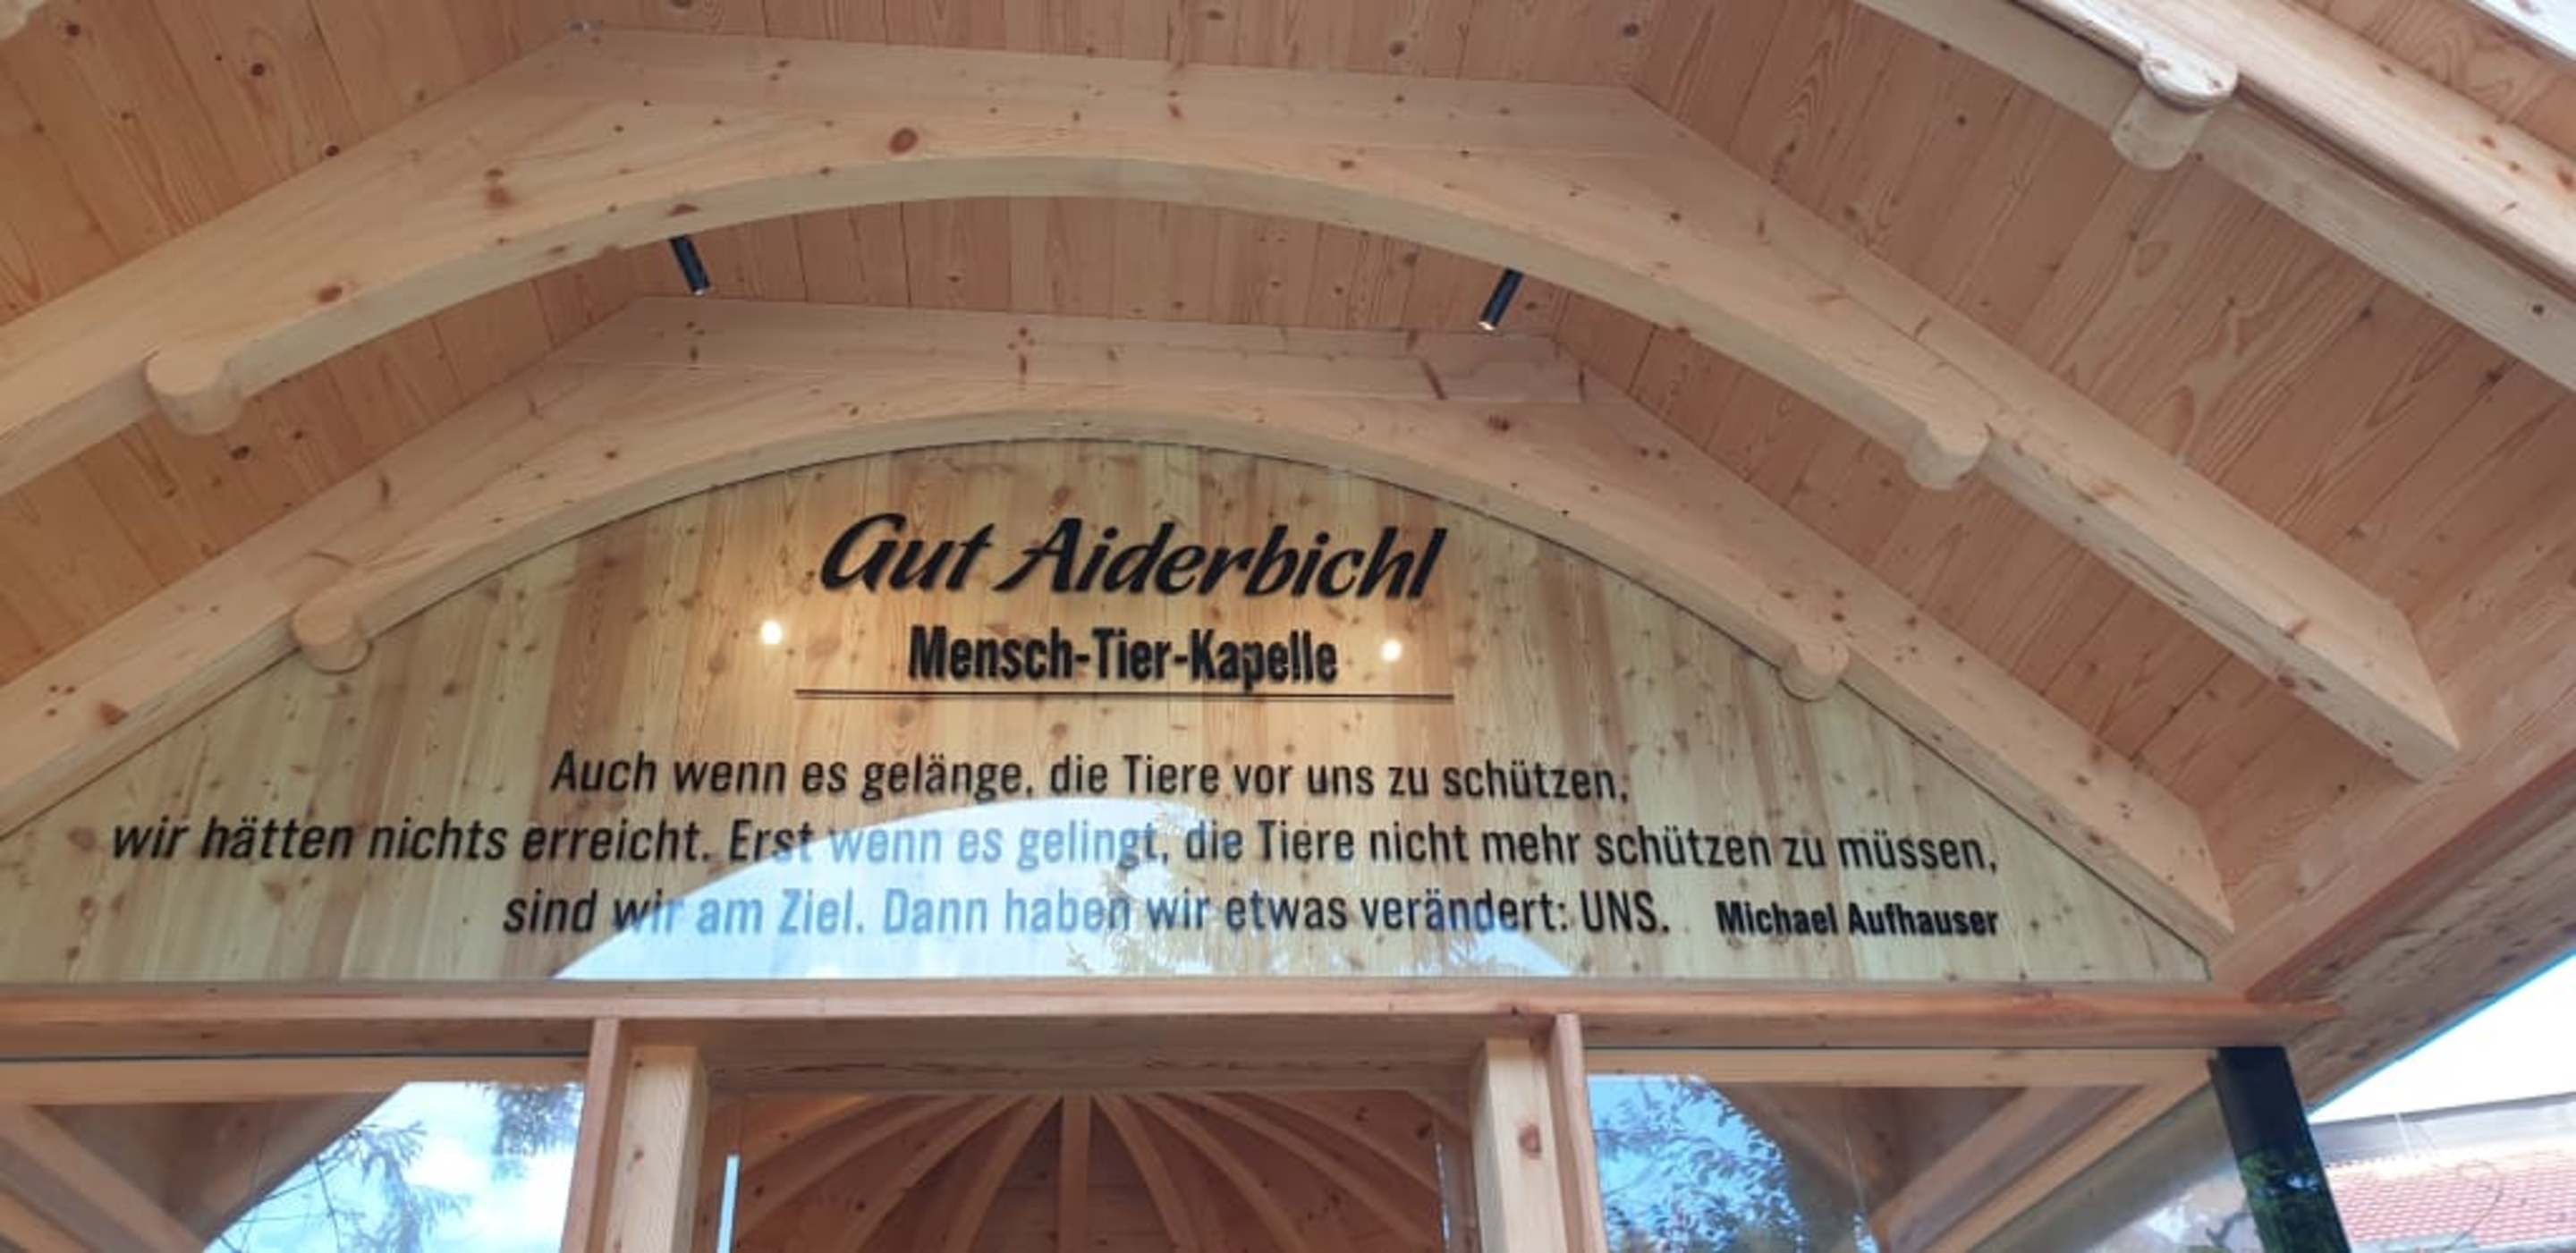 Gut Aiderbichl
Mensch-Tier-Kapelle
Auch wenn es gelänge, die Tiere vor uns zu schützen;
wir hätten nichts erreicht. Erst wenn es gelingt, die Tiere nicht mehr schützen zu müssen,
sind wir am Ziel. Dann haben wir etwas verändert: UNS. Michael Aufhauser